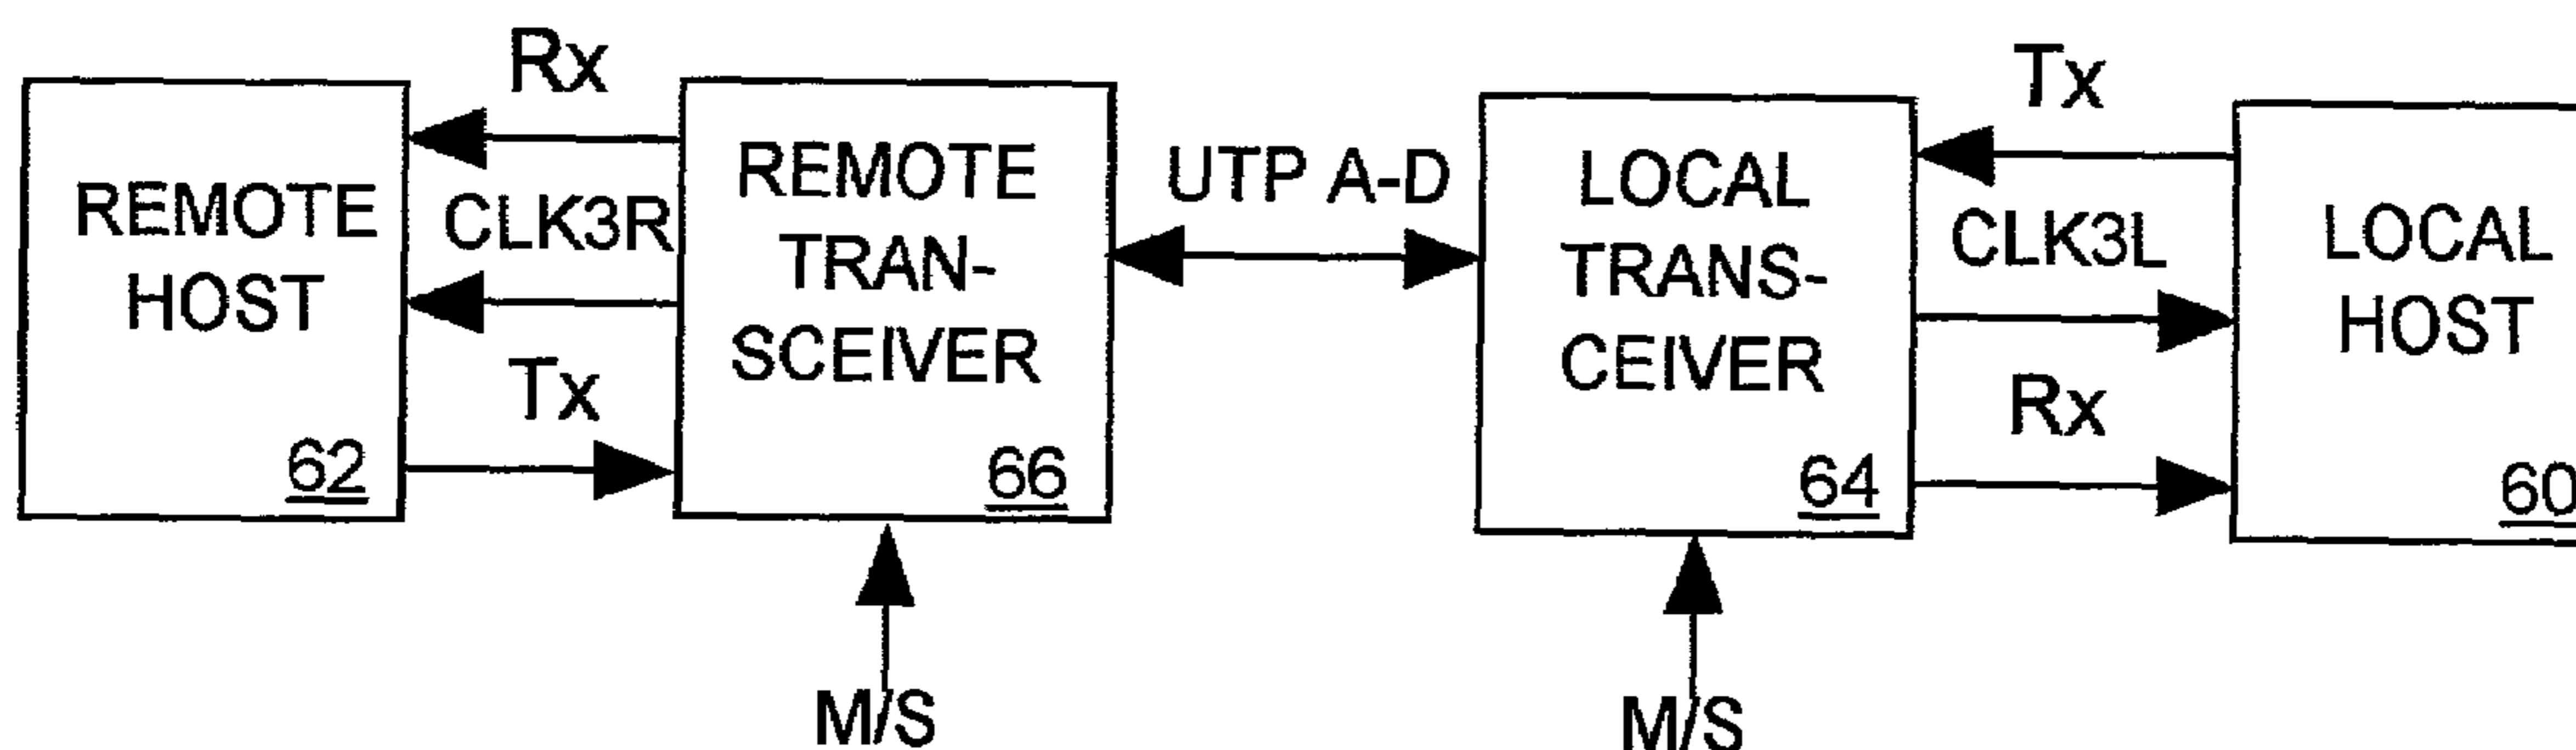 REMOTE
HOST
62
Rx
CLK3R
Tx
REMOTE
TRAN-
SCEIVER
66
M/S
UTP A-D
LOCAL
TRANS-
CEIVER
64
M/S
Tx
CLK3L
Rx
LOCAL
HOST
60